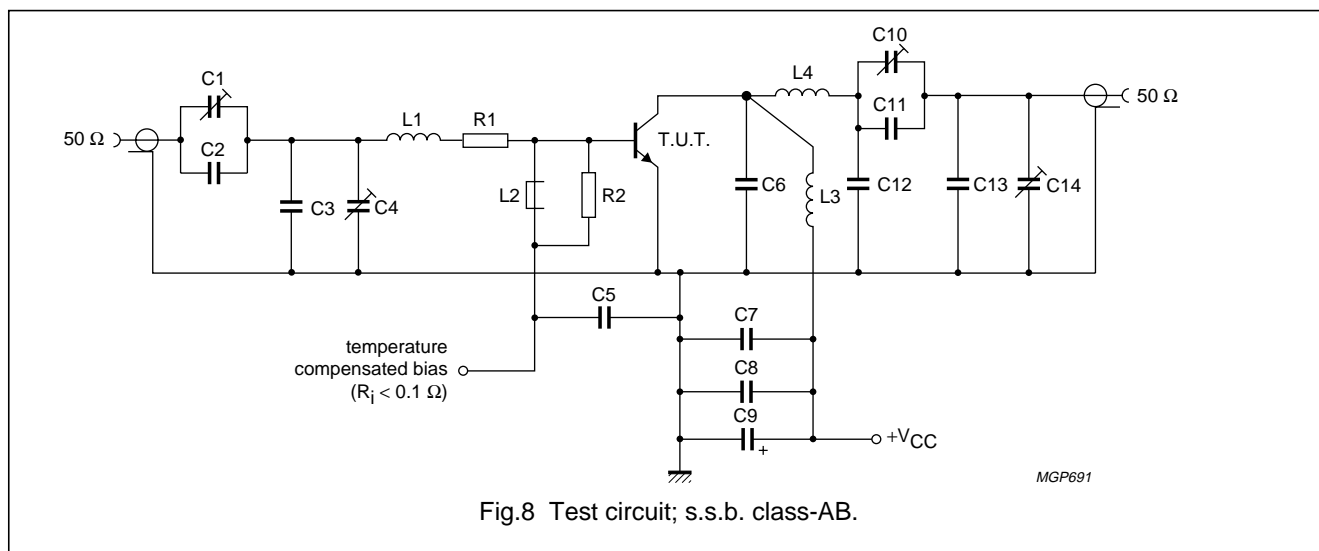 C1
C10
L4
50 Ω
C2
L1
R1
T.U.T.
C11
50 Ω
C3
C4
L2
R2
C6
L3
C12
C13
C14
C5
C7
temperature
compensated bias
(Ri < 0.1 Ω)
C8
C9
+
+VCC
MGP691
Fig.8 Test circuit; s.s.b. class-AB.